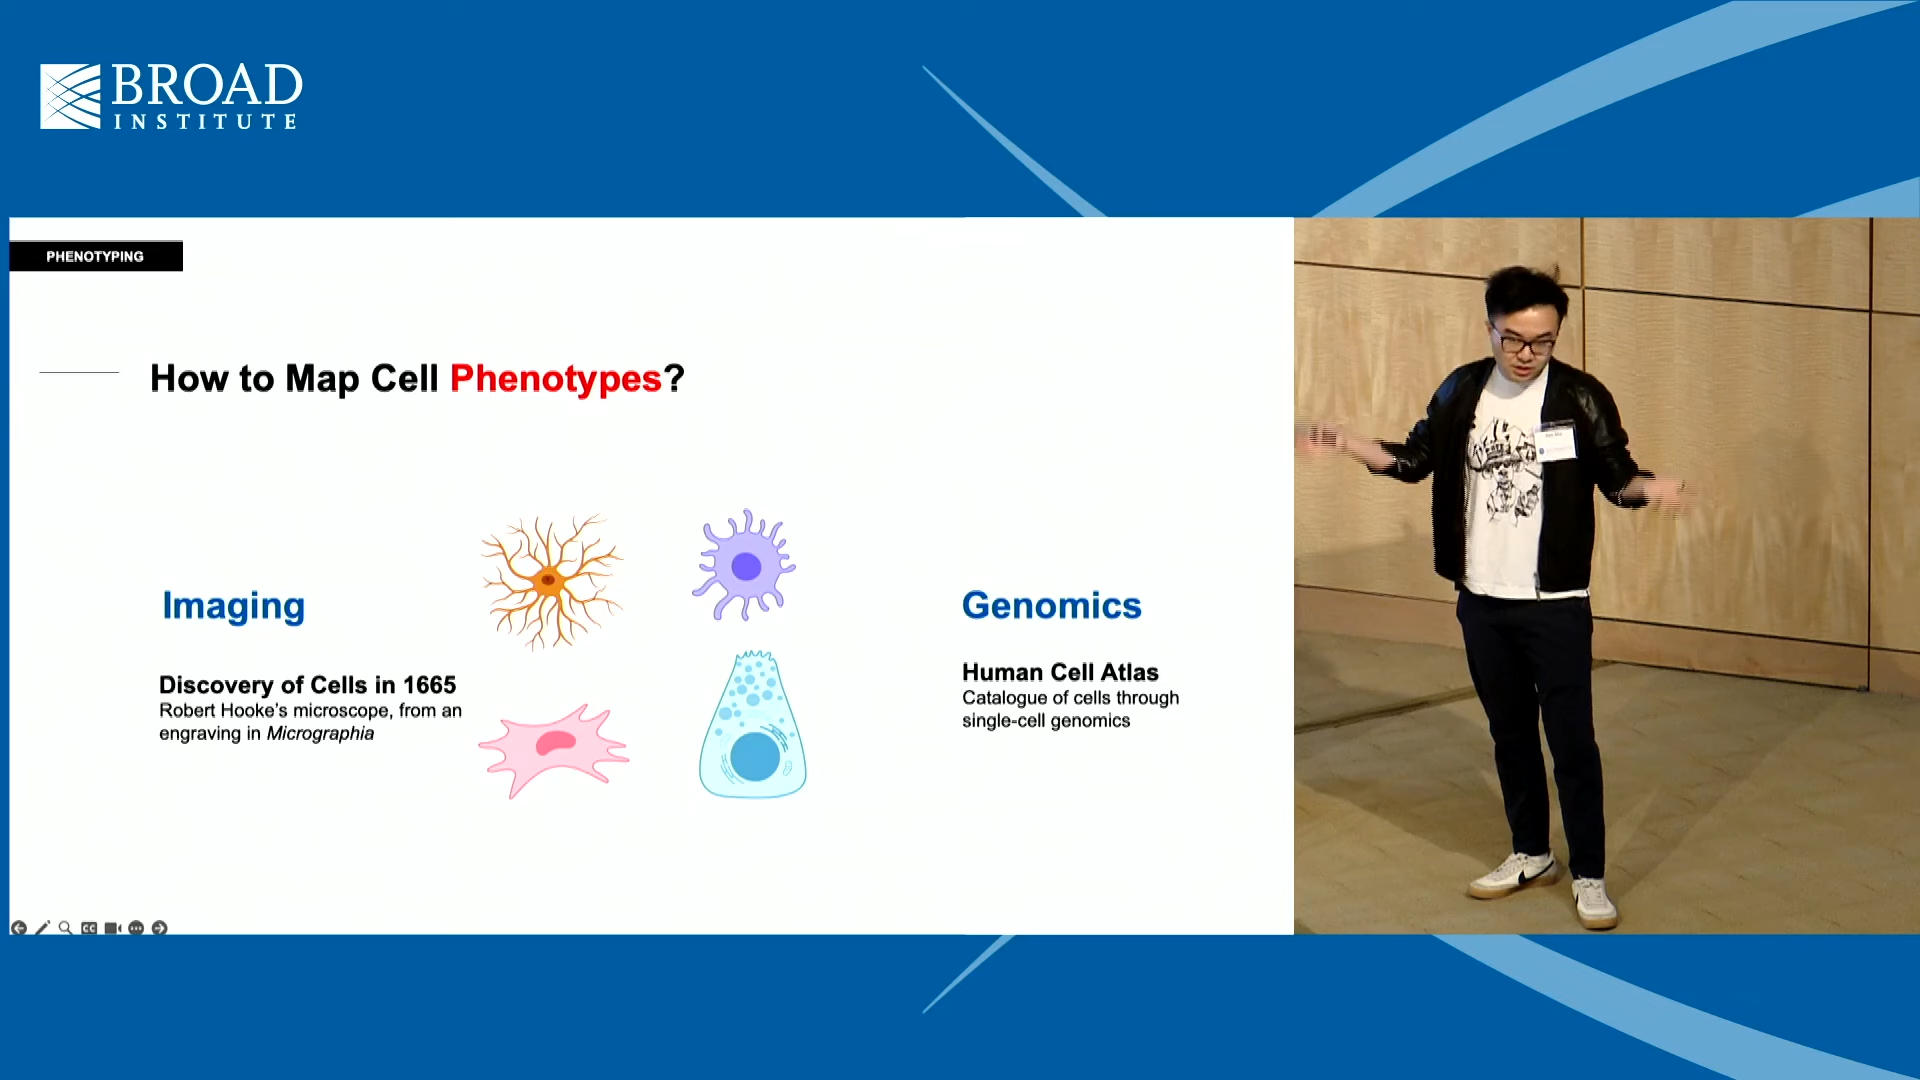 BROAD
INSTITUTE
PHENOTYPING
How to Map Cell Phenotypes?
Imaging
Discovery of Cells in 1665
Robert Hooke's microscope, from an
engraving in Micrographia
Genomics
Human Cell Atlas
Catalogue of cells through
single-cell genomics
CC